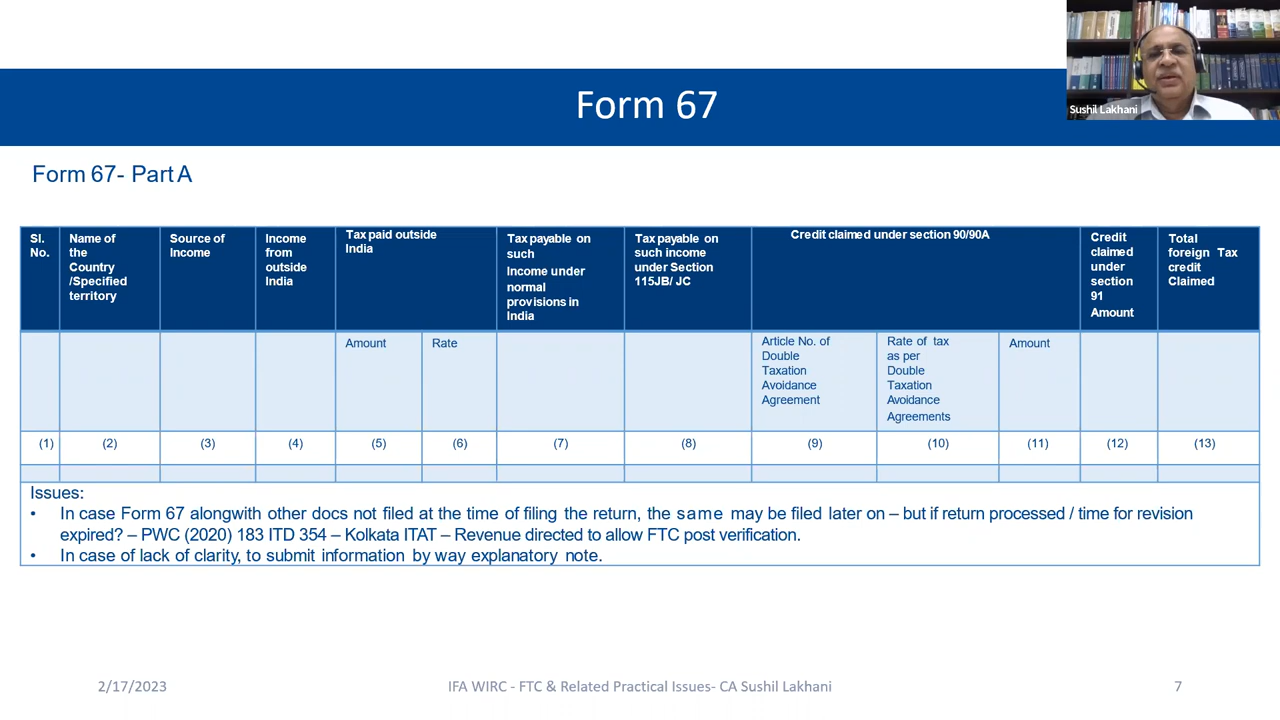 Sushil Lakhani
Form 67
Form 67- Part A
Sl.
No.
Name of
the
Country
/Specified
territory
Source of
Income
Income
from
outside
India
Tax paid outside
India
Tax payable on
such
Income under
normal
provisions in
India
Tax payable on
such income
under Section
115JB/ JC
Credit claimed under section 90/90A
Credit
claimed
under
section
91
Amount
Total
foreign Tax
credit
Claimed
Amount
Rate
Article No. of
Double
Taxation
Avoidance
Agreement
Rate of tax
as per
Double
Taxation
Avoidance
Agreements
Amount
(1) (2) (3) (4) (5) (6) (7) (8) (9) (10) (11) (12) (13)
Issues:
• In case Form 67 alongwith other docs not filed at the time of filing the return, the same may be filed later on – but if return processed / time for revision
expired? – PWC (2020) 183 ITD 354 – Kolkata ITAT – Revenue directed to allow FTC post verification.
• In case of lack of clarity, to submit information by way explanatory note.
2/17/2023 IFA WIRC - FTC & Related Practical Issues- CA Sushil Lakhani 7